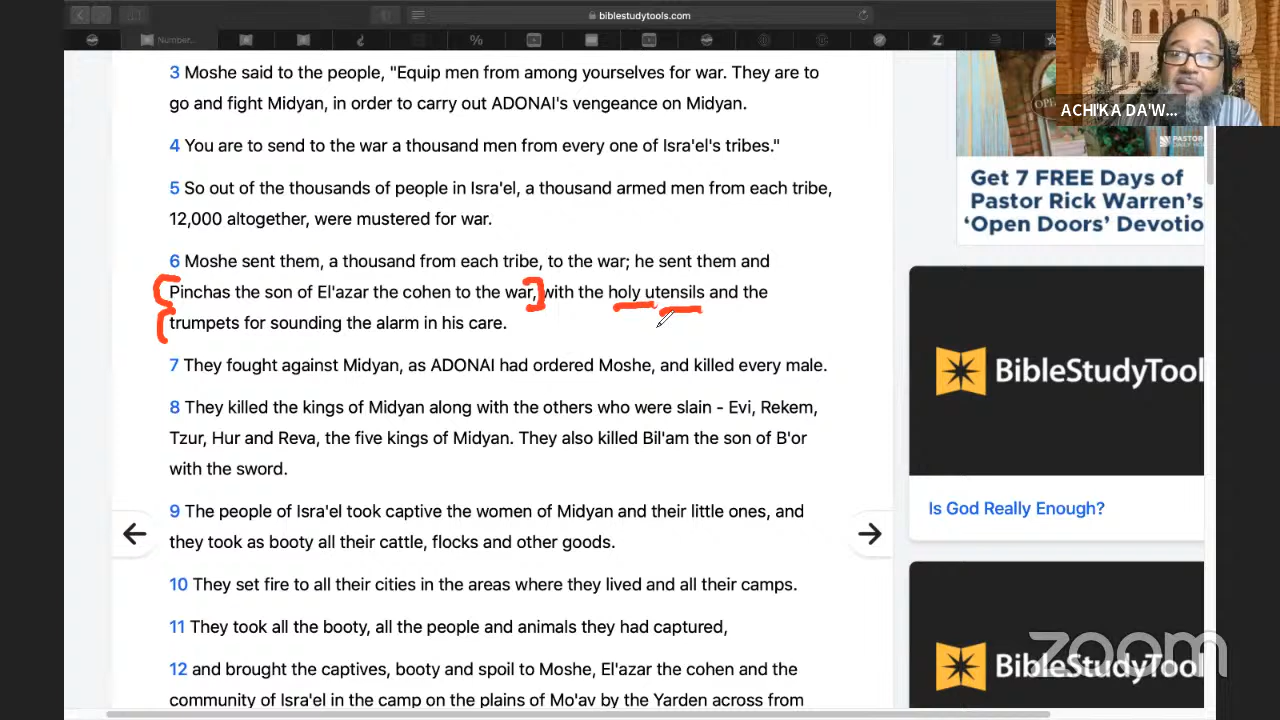 biblestudytools.com
Number...
ACHI'KA DA'W...
3 Moshe said to the people, "Equip men from among yourselves for war. They are to
go and fight Midyan, in order to carry out ADONAI's vengeance on Midyan.
4 You are to send to the war a thousand men from every one of Isra'el's tribes."
5 So out of the thousands of people in Isra'el, a thousand armed men from each tribe,
12,000 altogether, were mustered for war.
6 Moshe sent them, a thousand from each tribe, to the war; he sent them and
Pinchas the son of El'azar the cohen to the war, with the holy utensils and the
trumpets for sounding the alarm in his care.
7 They fought against Midyan, as ADONAI had ordered Moshe, and killed every male.
8 They killed the kings of Midyan along with the others who were slain - Evi, Rekem,
Tzur, Hur and Reva, the five kings of Midyan. They also killed Bil'am the son of B'or
with the sword.
9 The people of Isra'el took captive the women of Midyan and their little ones, and
they took as booty all their cattle, flocks and other goods.
10 They set fire to all their cities in the areas where they lived and all their camps.
11 They took all the booty, all the people and animals they had captured,
12 and brought the captives, booty and spoil to Moshe, El'azar the cohen and the
community of Isra'el in the camp on the plains of Mo'av by the Yarden across from
PASTOR
Get 7 FREE Days of
Pastor Rick Warren's
'Open Doors' Devotio
BibleStudyTool
Is God Really Enough?
BibleStudyTool
zoom